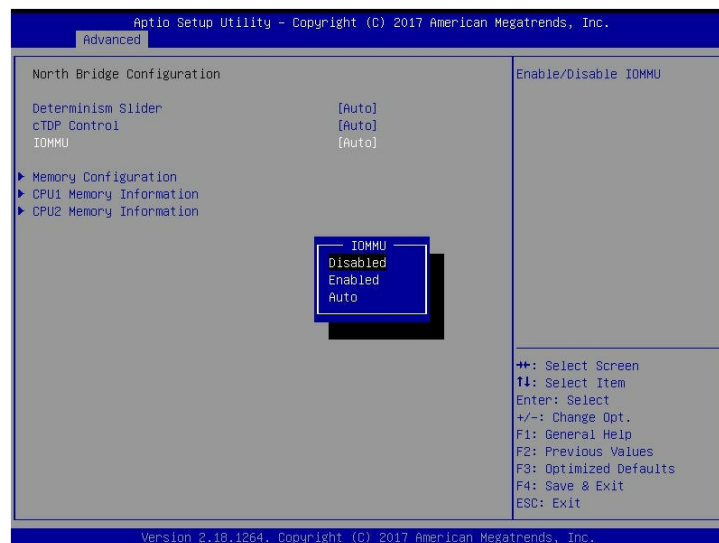 Aptio Setup Utility – Copyright (C) 2017 American Megatrends, Inc.
Advanced
North Bridge Configuration
Determinism Slider [Auto]
cTDP Control [Auto]
IOMMU [Auto]
Memory Configuration
CPU1 Memory Information
CPU2 Memory Information
IOMMU
Disabled
Enabled
Auto
Enable/Disable IOMMU
→←: Select Screen
↑↓: Select Item
Enter: Select
+/-: Change Opt.
F1: General Help
F2: Previous Values
F3: Optimized Defaults
F4: Save & Exit
ESC: Exit
Version 2.18.1264. Copyright (C) 2017 American Megatrends, Inc.